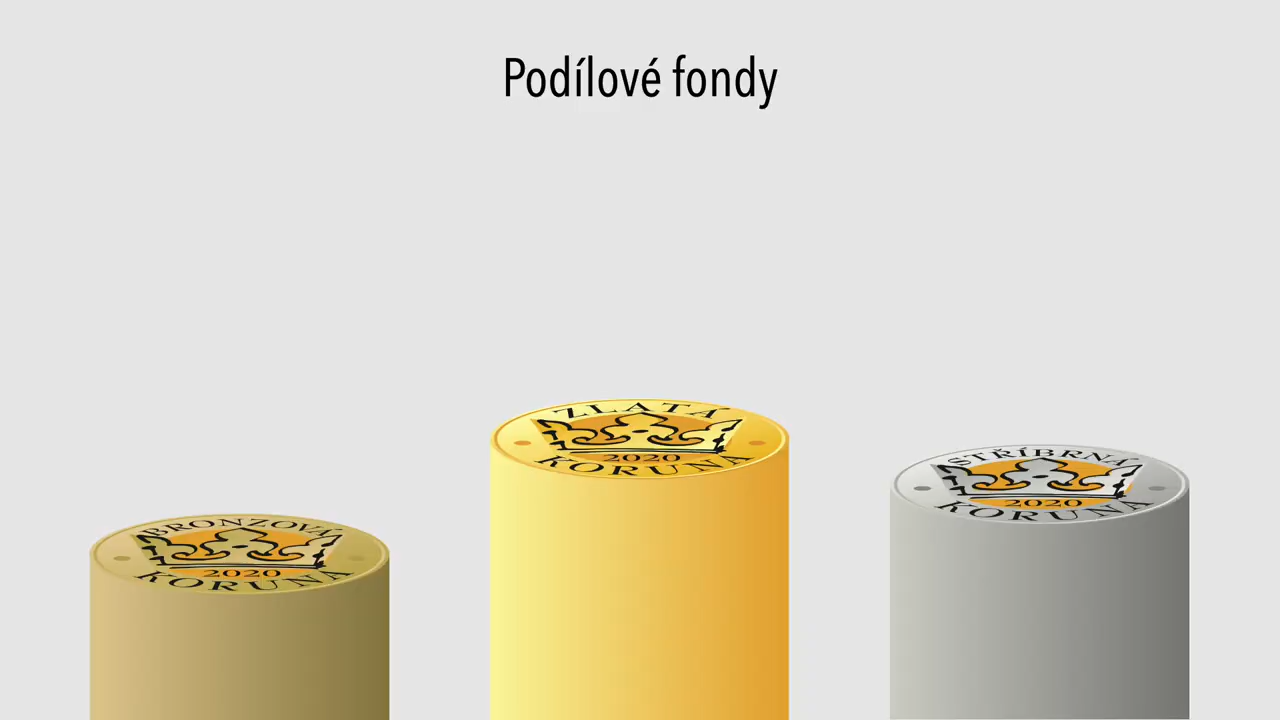 Podílové fondy
ZLATÁ
2020
KORUNA
STŘÍBRNÁ
2020
KORUNA
BRONZOVÁ
2020
KORUNA